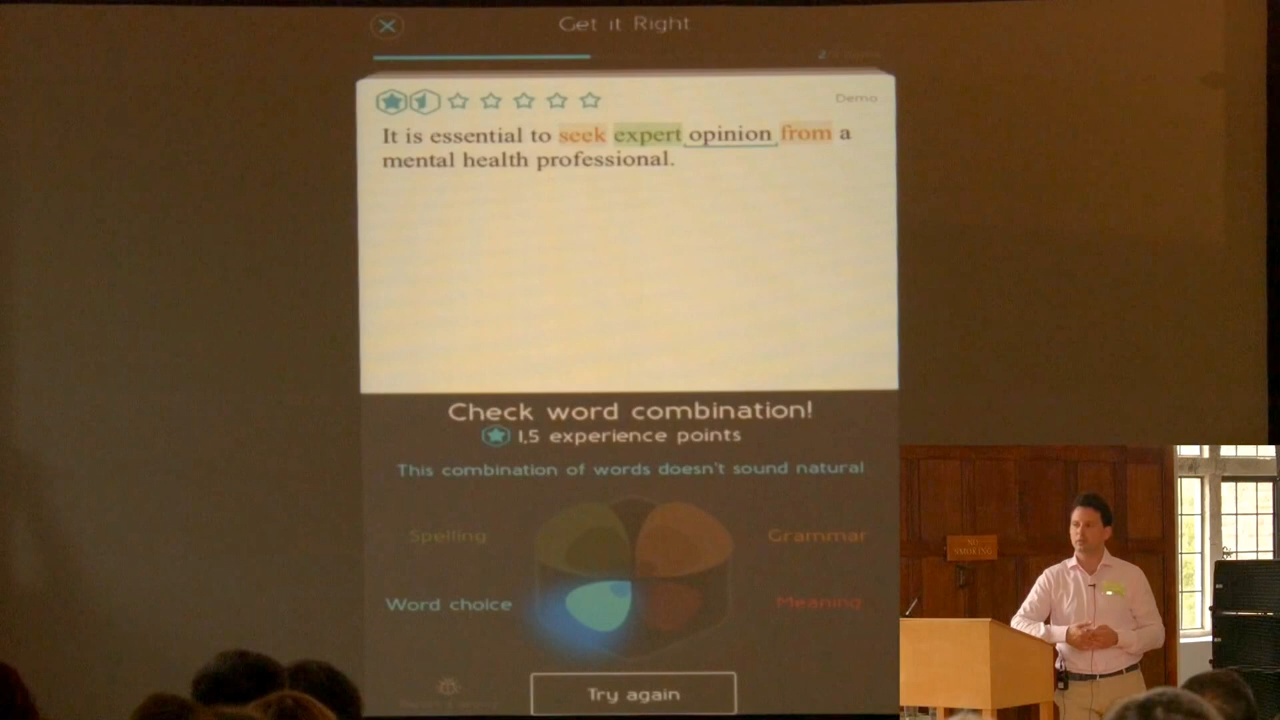 Get it Right
2
Demo
It is essential to seek expert opinion from a
mental health professional.
Check word combination!
1,5 experience points
This combination of words doesn't sound natural
Spelling
Grammar
Word choice
Meaning
Try again
NO
SMOKING